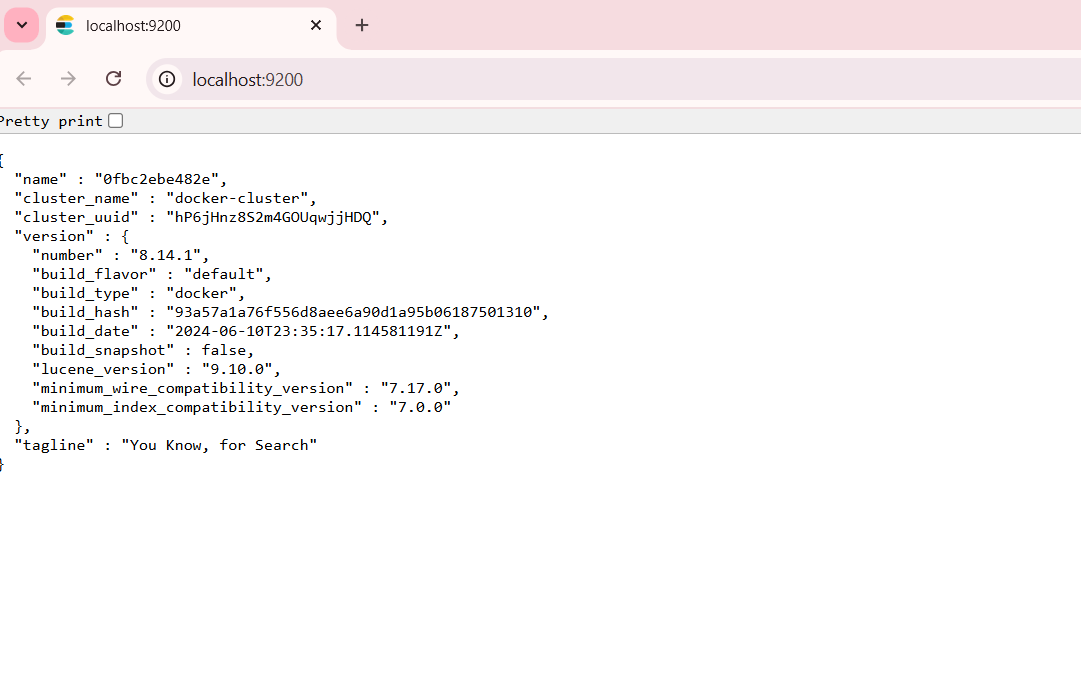 localhost:9200
localhost:9200
Pretty print
{
"name" : "0fbc2ebe482e",
"cluster_name" : "docker-cluster",
"cluster_uuid" : "hP6jHnz8S2m4GOUqwjjHDQ",
"version" : {
"number" : "8.14.1",
"build_flavor" : "default",
"build_type" : "docker",
"build_hash" : "93a57a1a76f556d8aee6a90d1a95b06187501310",
"build_date" : "2024-06-10T23:35:17.114581191Z",
"build_snapshot" : false,
"lucene_version" : "9.10.0",
"minimum_wire_compatibility_version" : "7.17.0",
"minimum_index_compatibility_version" : "7.0.0"
},
"tagline" : "You Know, for Search"
}